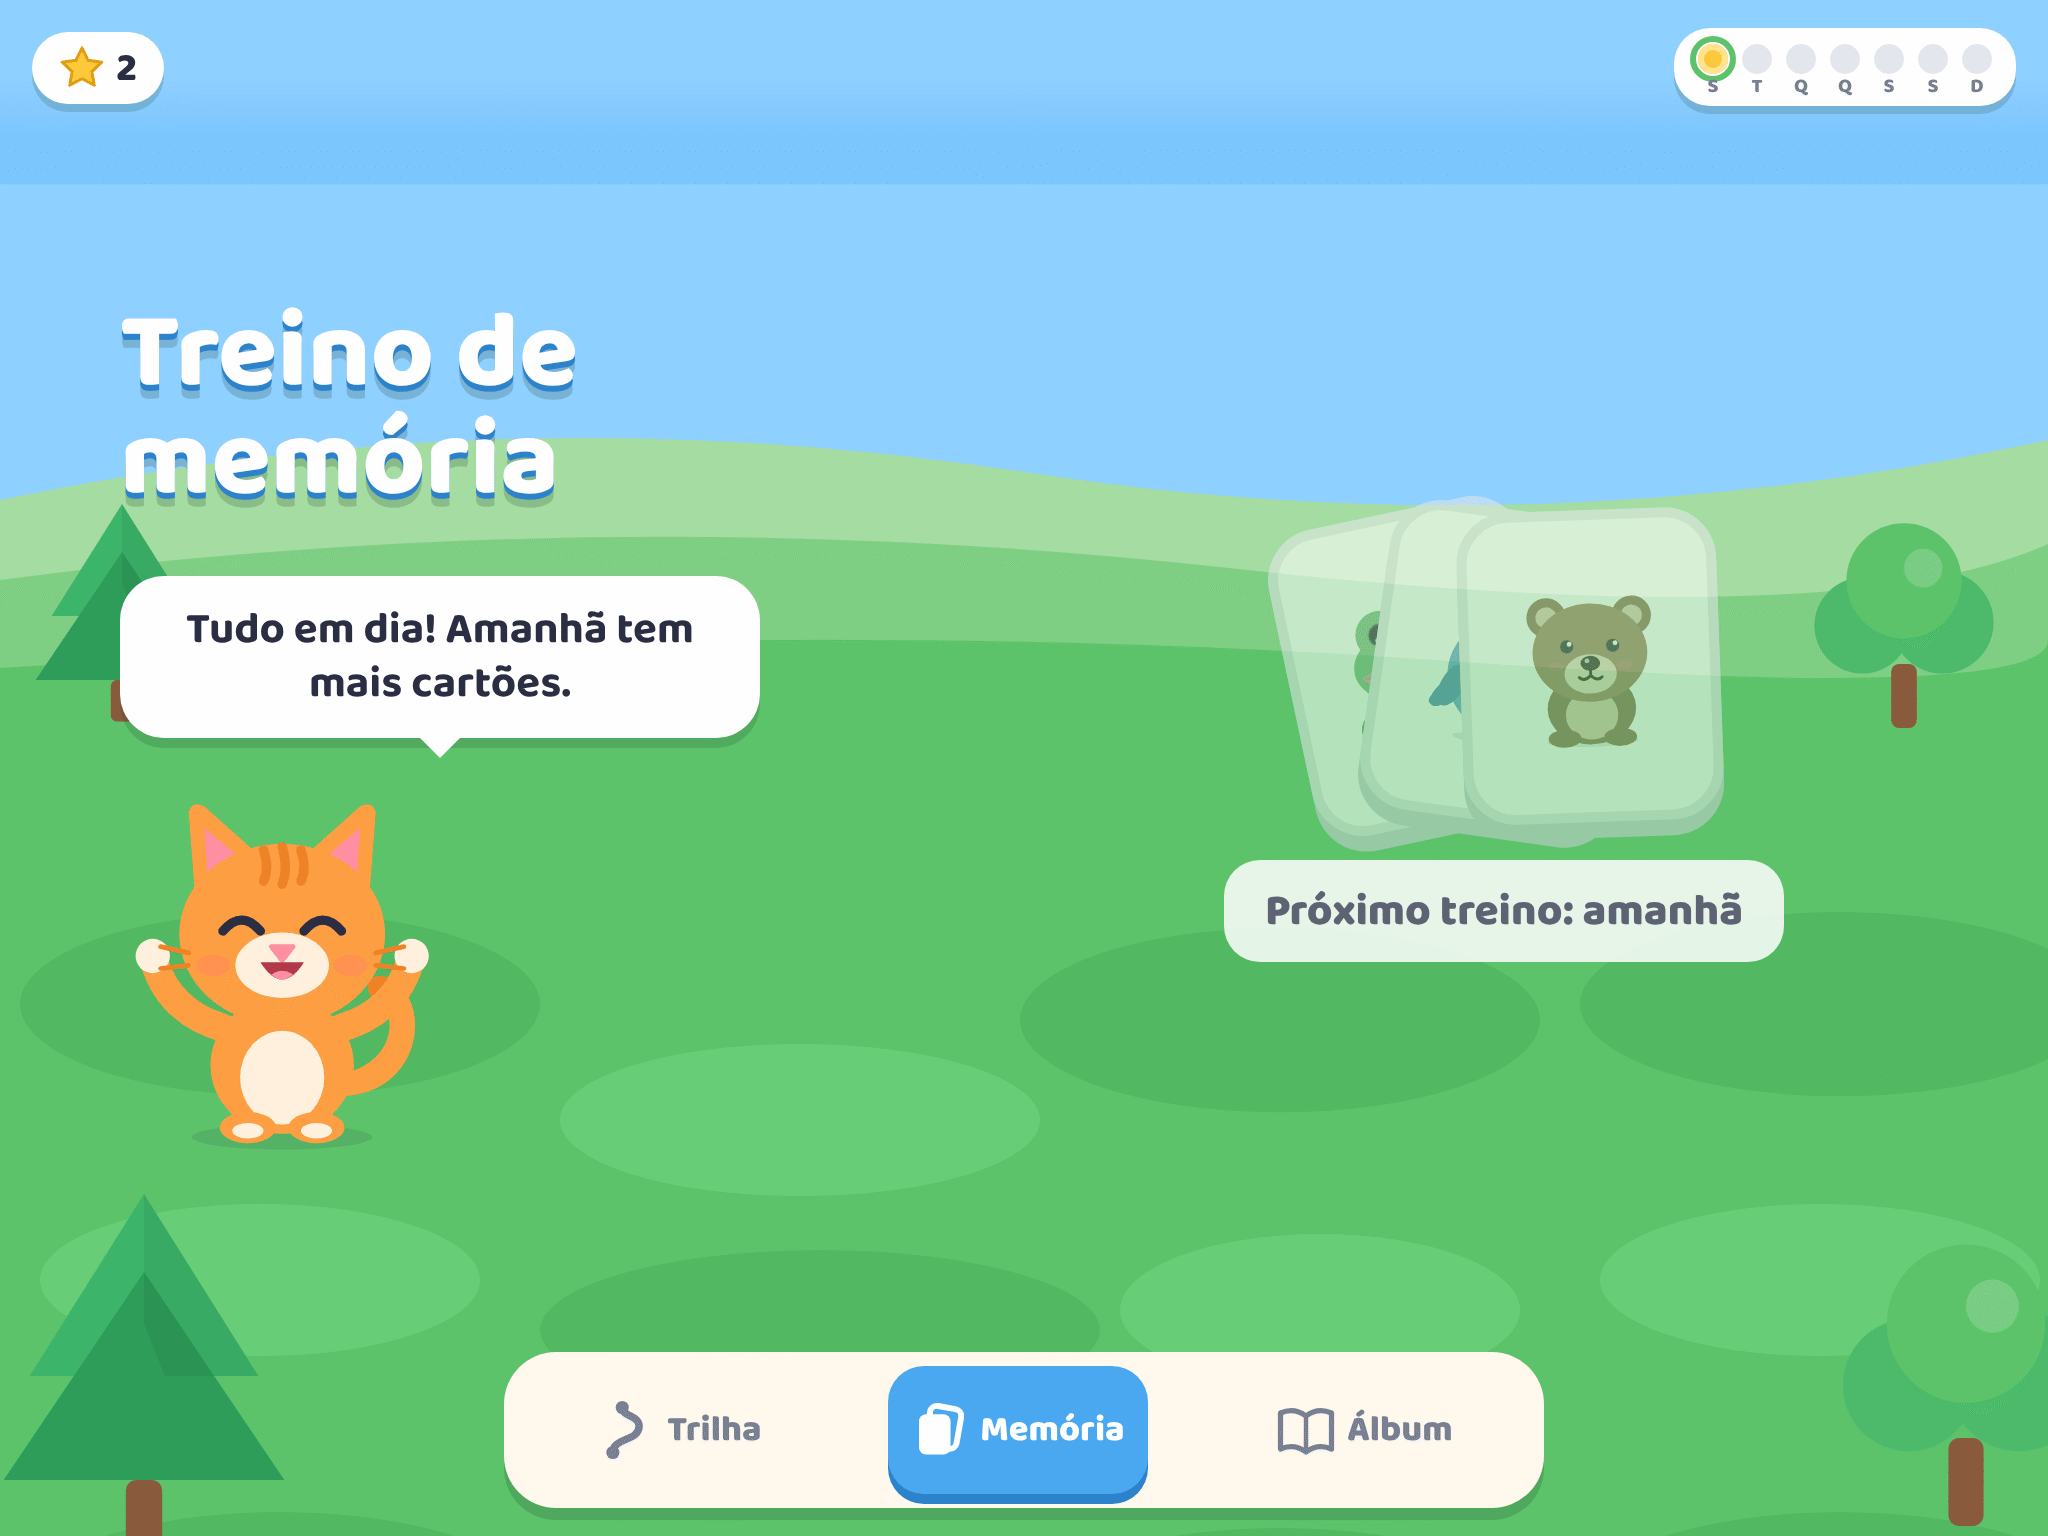 2
S T Q Q S S D
Treino de
memória
Tudo em dia! Amanhã tem
mais cartões.
Próximo treino: amanhã
Trilha
Memória
Álbum